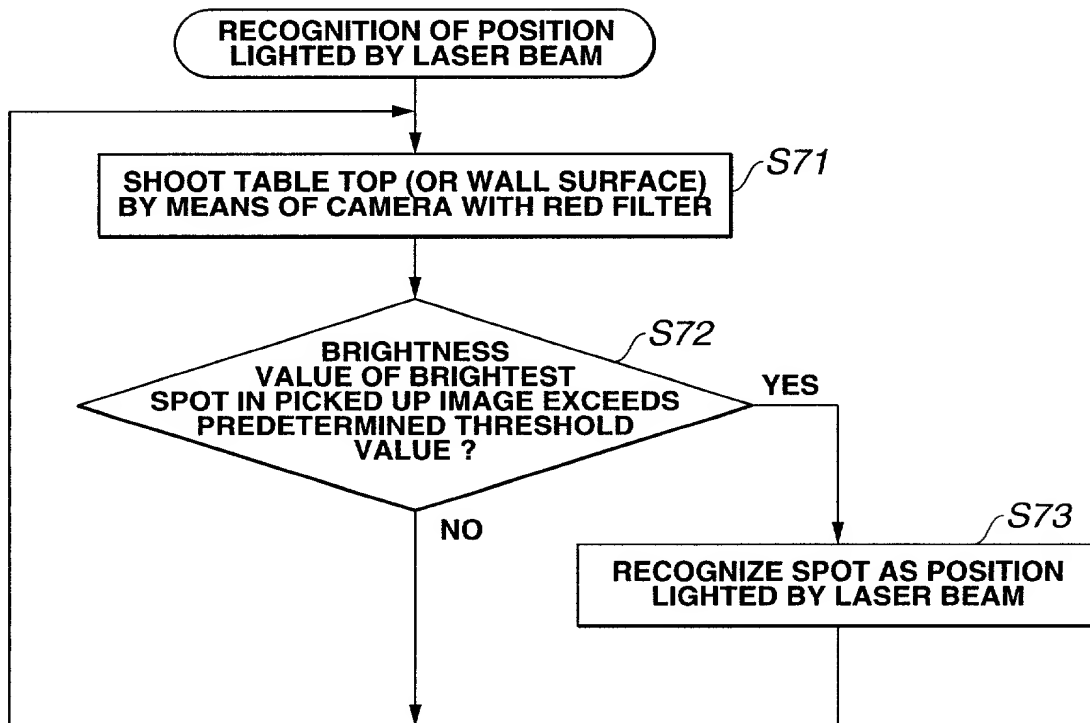 RECOGNITION OF POSITION
LIGHTED BY LASER BEAM
S71
SHOOT TABLE TOP (OR WALL SURFACE)
BY MEANS OF CAMERA WITH RED FILTER
S72
BRIGHTNESS
VALUE OF BRIGHTEST
SPOT IN PICKED UP IMAGE EXCEEDS
PREDETERMINED THRESHOLD
VALUE ?
YES
NO
S73
RECOGNIZE SPOT AS POSITION
LIGHTED BY LASER BEAM